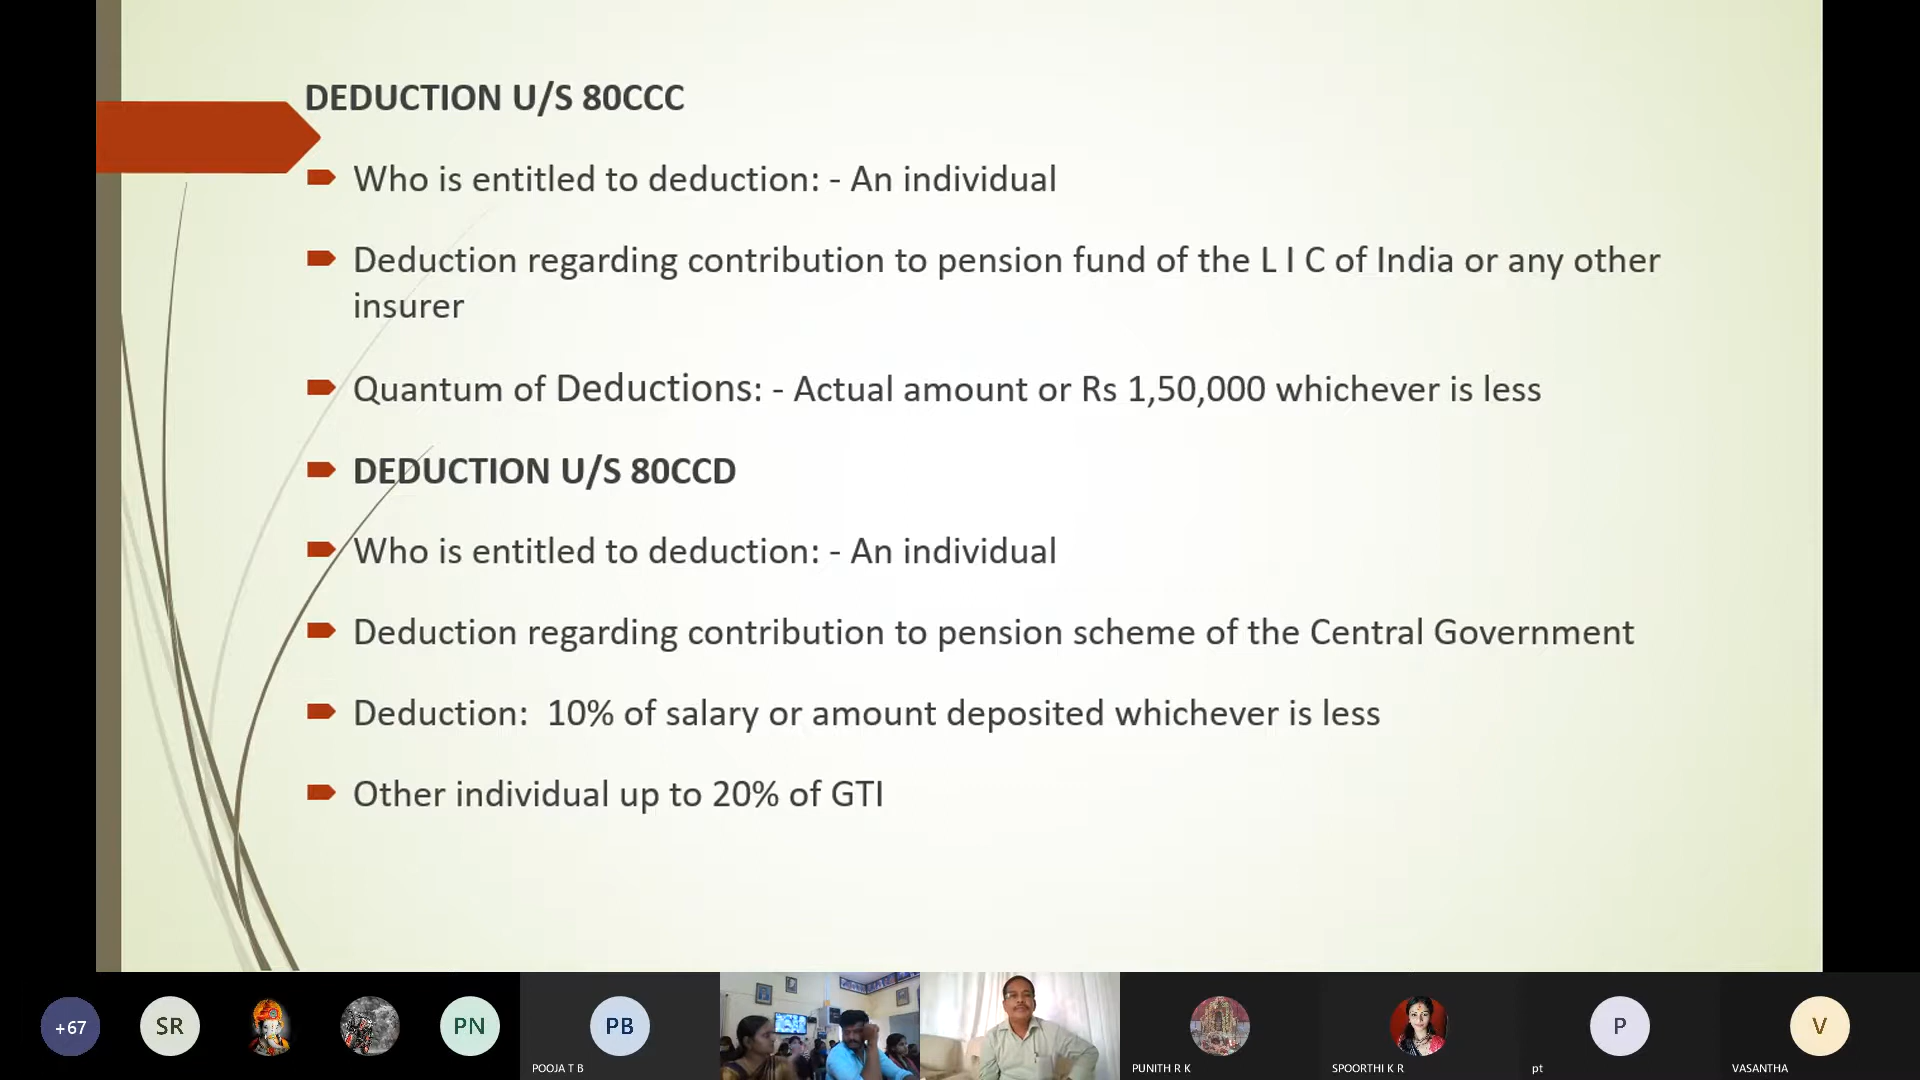 DEDUCTION U/S 80CCC
Who is entitled to deduction: - An individual
Deduction regarding contribution to pension fund of the L I C of India or any other
insurer
Quantum of Deductions: - Actual amount or Rs 1,50,000 whichever is less
DEDUCTION U/S 80CCD
Who is entitled to deduction: - An individual
Deduction regarding contribution to pension scheme of the Central Government
Deduction:  10% of salary or amount deposited whichever is less
Other individual up to 20% of GTI
+67
SR
PN
PB
P
V
POOJA T B
PUNITH R K
SPOORTHI K R
pt
VASANTHA